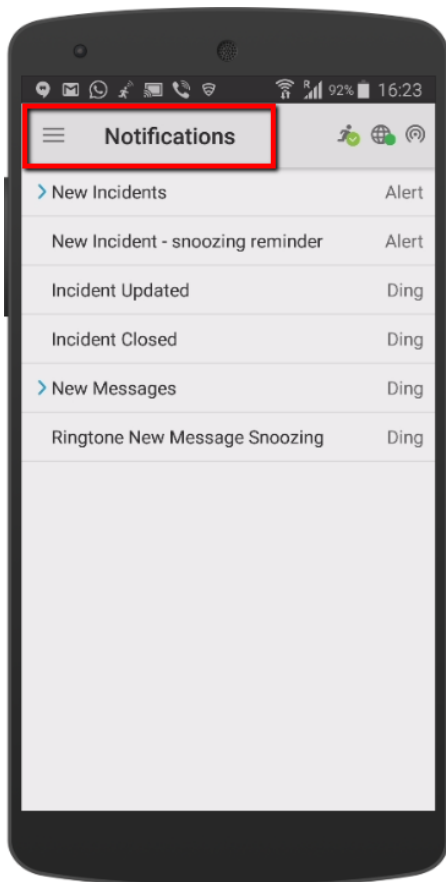 R 92% 16:23
Notifications
New Incidents Alert
New Incident - snoozing reminder Alert
Incident Updated Ding
Incident Closed Ding
New Messages Ding
Ringtone New Message Snoozing Ding